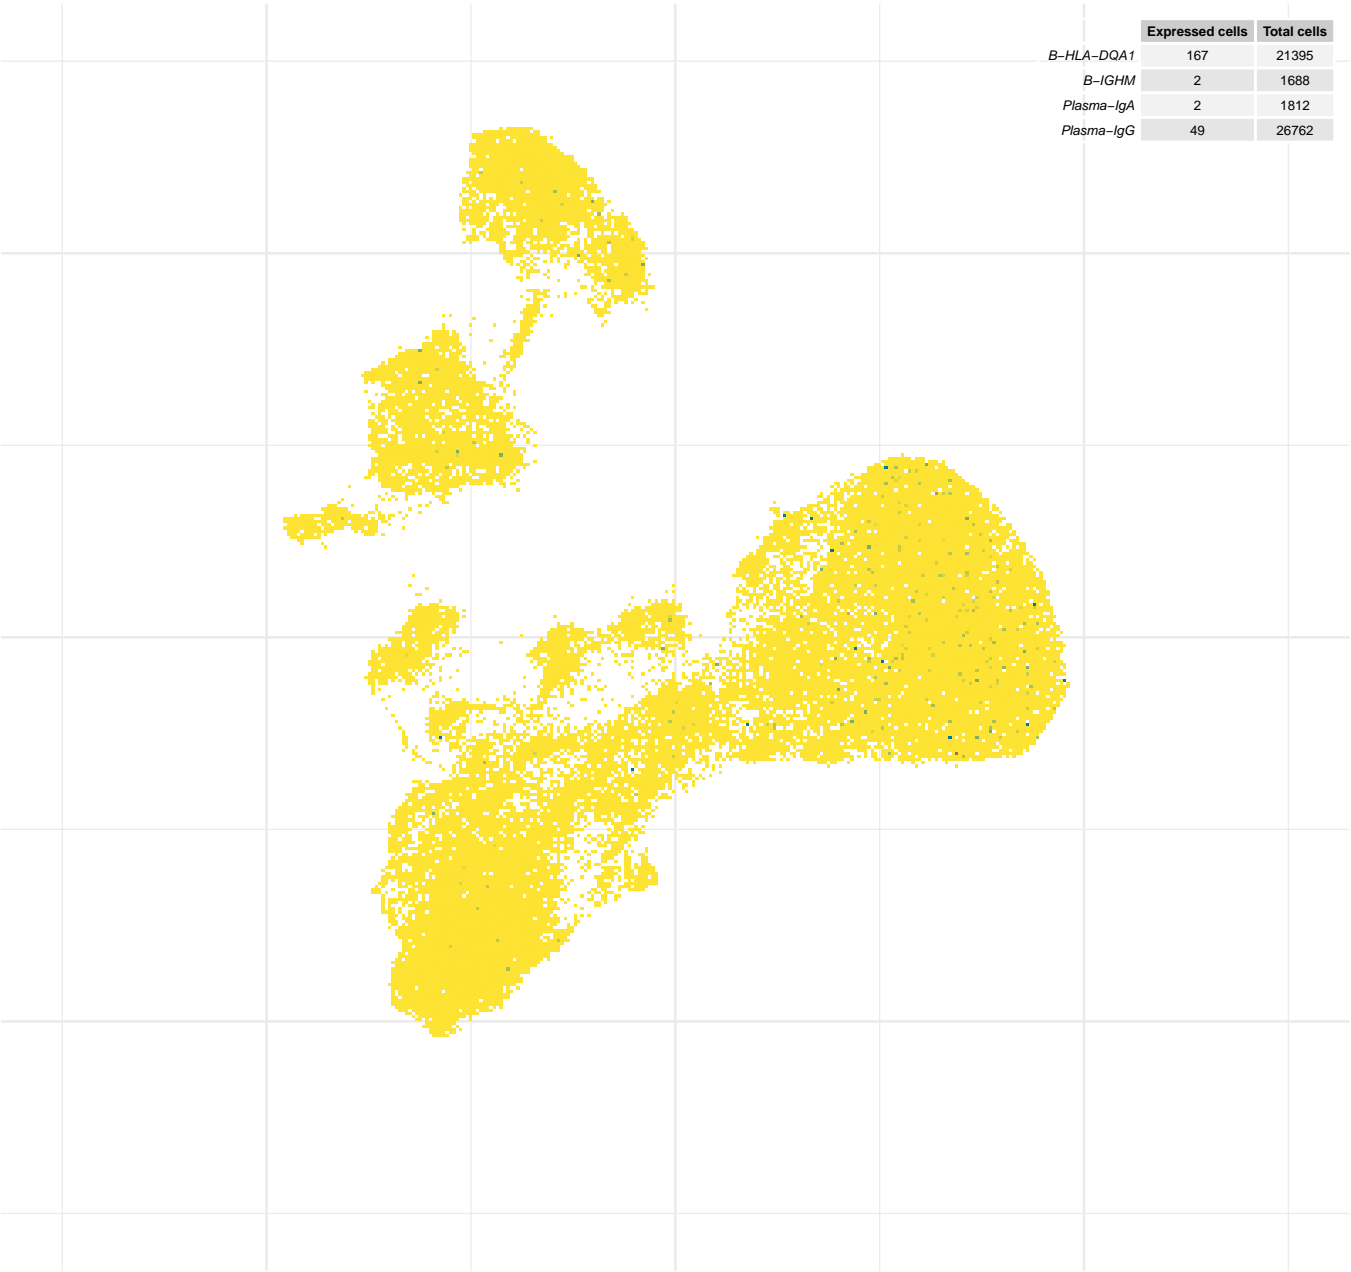 Expressed cells Total cells
B−HLA−DQA1 167 21395
B−IGHM 2 1688
Plasma−IgA 2 1812
Plasma−IgG 49 26762